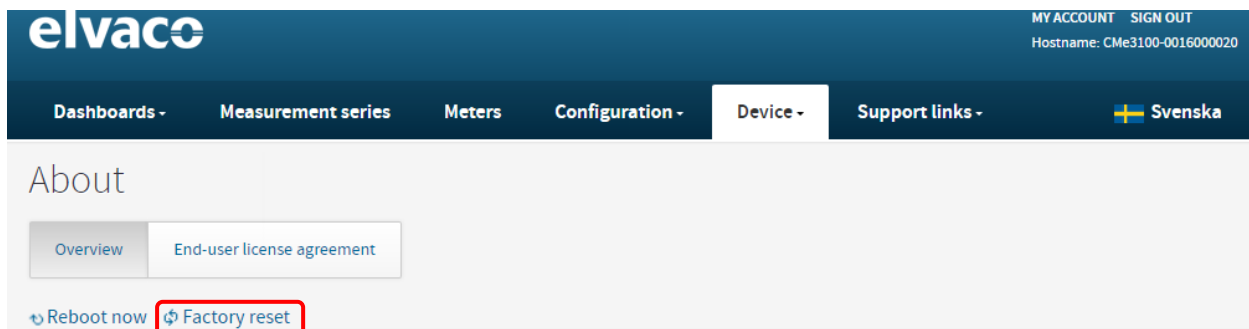 elvaco
MY ACCOUNT SIGN OUT
Hostname: CMe3100-0016000020
Dashboards Measurement series Meters Configuration Device Support links Svenska
About
Overview End-user license agreement
Reboot now Factory reset